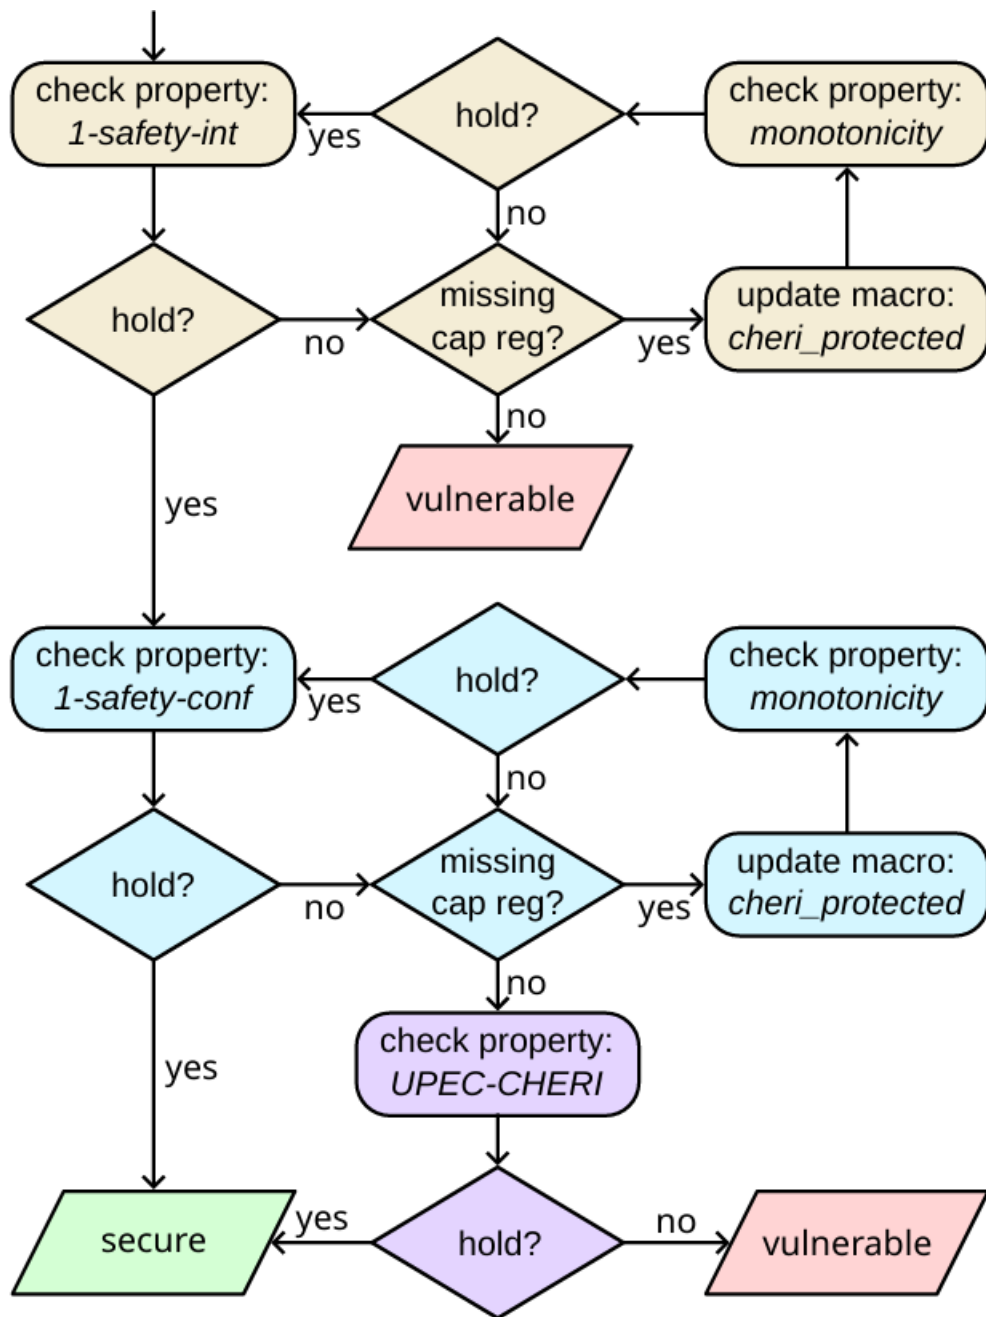 check property:
1-safety-int
hold?
check property:
monotonicity
yes
no
hold?
missing
cap reg?
update macro:
cheri_protected
no
yes
no
vulnerable
yes
check property:
1-safety-conf
hold?
check property:
monotonicity
yes
no
hold?
missing
cap reg?
update macro:
cheri_protected
no
yes
no
check property:
UPEC-CHERI
yes
secure
yes
hold?
no
vulnerable